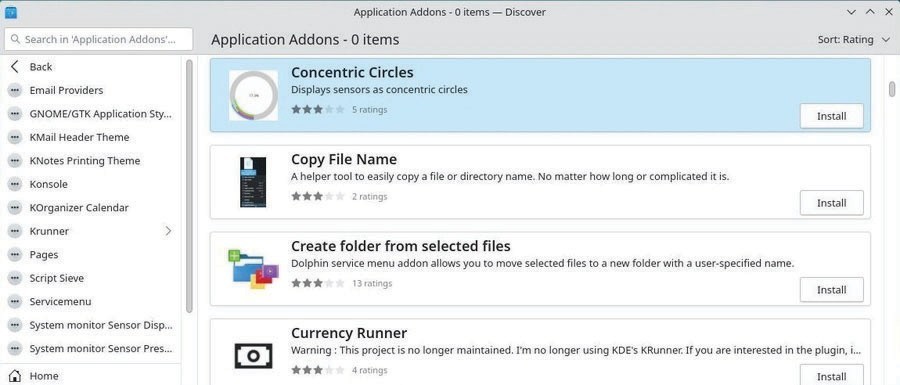 Application Addons - 0 items — Discover
Search in 'Application Addons'...
Application Addons - 0 items
Sort: Rating
Back
Email Providers
GNOME/GTK Application Sty...
KMail Header Theme
KNotes Printing Theme
Konsole
KOrganizer Calendar
Krunner
Pages
Script Sieve
Servicemenu
System monitor Sensor Disp...
System monitor Sensor Pres...
Home
Concentric Circles
Displays sensors as concentric circles
5 ratings
Install
Copy File Name
A helper tool to easily copy a file or directory name. No matter how long or complicated it is.
2 ratings
Install
Create folder from selected files
Dolphin service menu addon allows you to move selected files to a new folder with a user-specified name.
13 ratings
Install
Currency Runner
Warning : This project is no longer maintained. I'm no longer using KDE's KRunner. If you are interested in the plugin, i...
4 ratings
Install